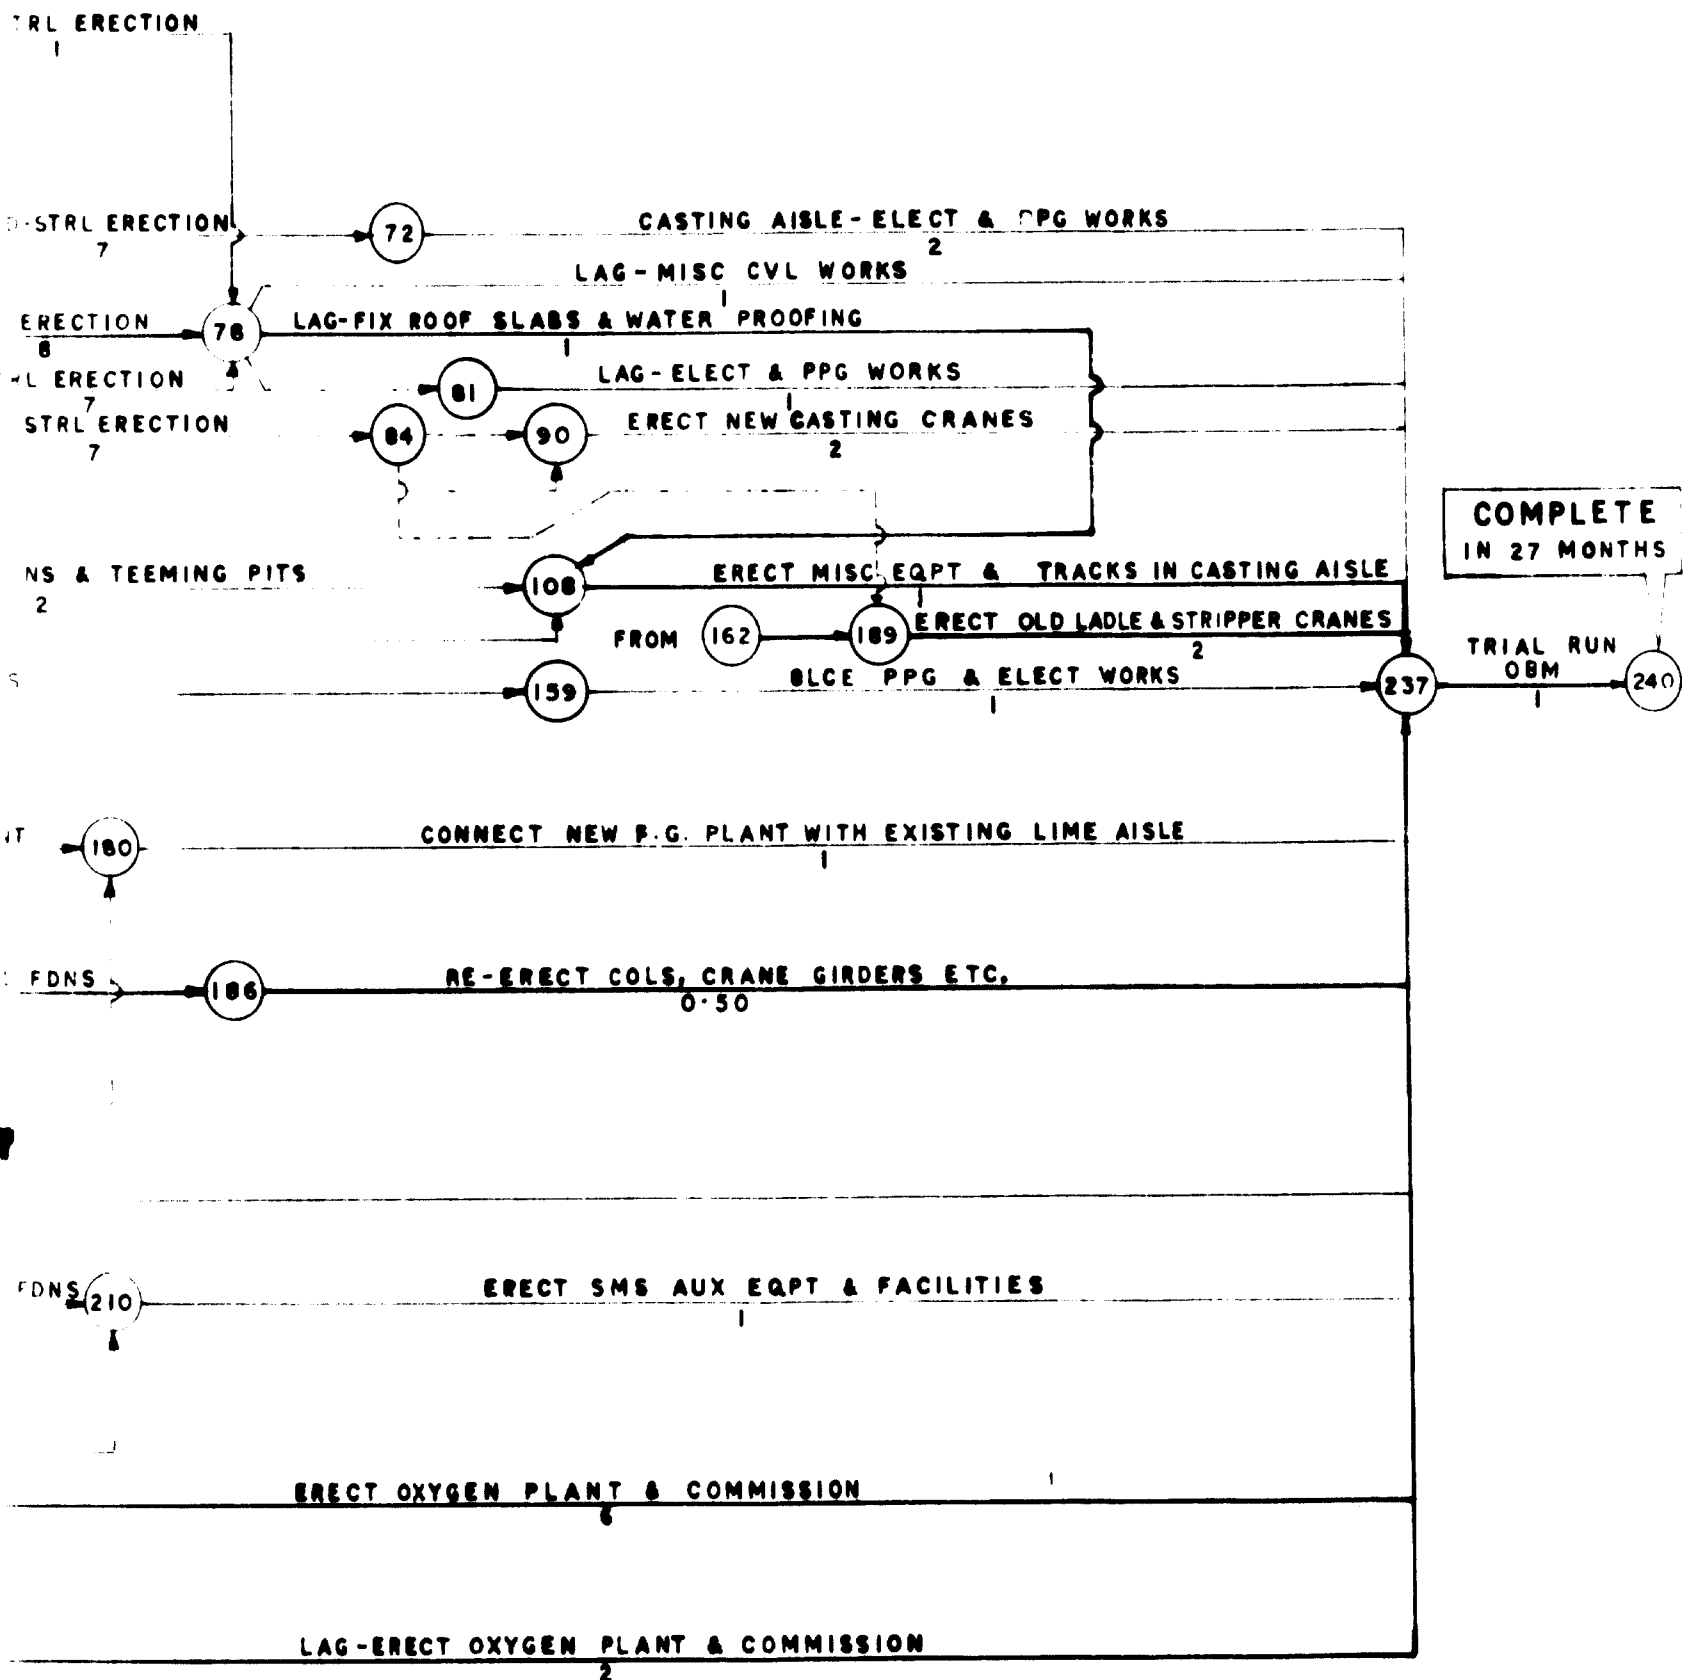 TRL ERECTION
1
D-STRL ERECTION
7
72
CASTING AISLE-ELECT & PPG WORKS
2
LAG-MISC CVL WORKS
1
ERECTION
8
78
LAG-FIX ROOF SLABS & WATER PROOFING
1
RL ERECTION
7
81
LAG-ELECT & PPG WORKS
1
STRL ERECTION
7
84
90
ERECT NEW CASTING CRANES
2
COMPLETE
IN 27 MONTHS
NS & TEEMING PITS
2
108
ERECT MISC EQPT & TRACKS IN CASTING AISLE
1
FROM
162
189
ERECT OLD LADLE & STRIPPER CRANES
2
S
159
BLCE PPG & ELECT WORKS
1
237
TRIAL RUN
OBM
1
240
NT
180
CONNECT NEW F.G. PLANT WITH EXISTING LIME AISLE
1
FDNS
186
RE-ERECT COLS, CRANE GIRDERS ETC,
0.50
FDNS
210
ERECT SMS AUX EQPT & FACILITIES
1
ERECT OXYGEN PLANT & COMMISSION
6
LAG-ERECT OXYGEN PLANT & COMMISSION
2